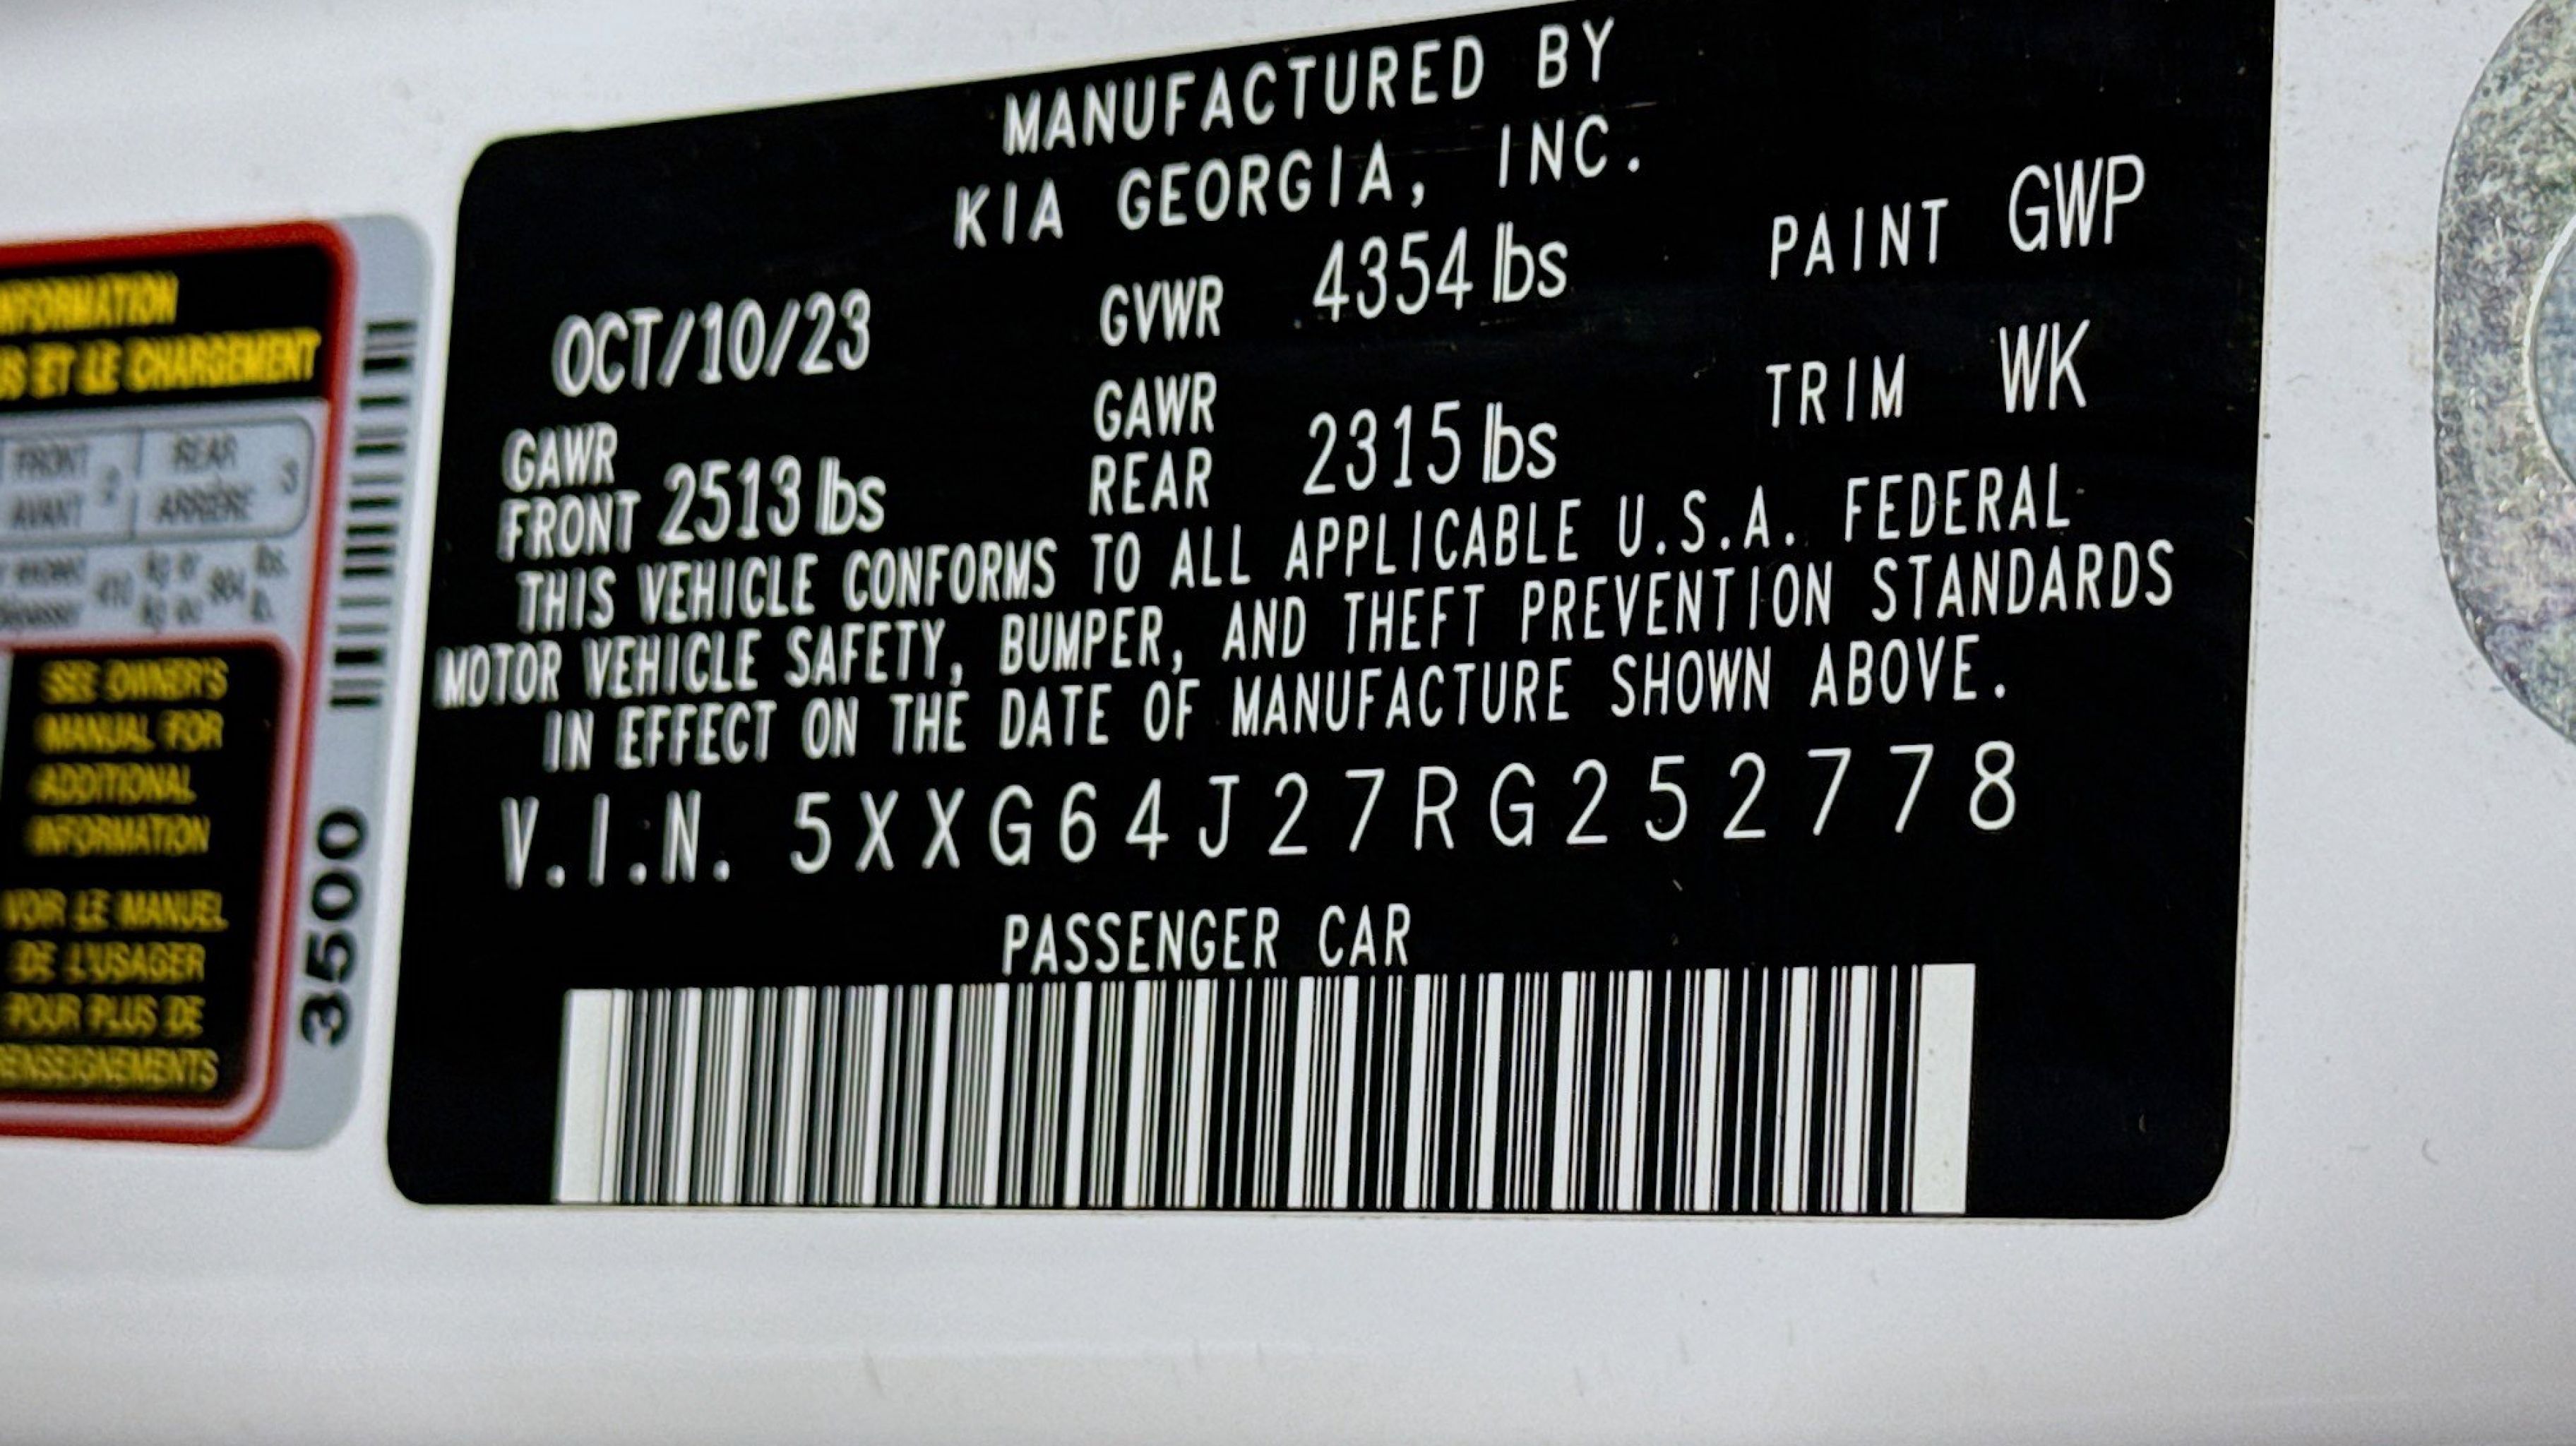 INFORMATION
ET LE CHARGEMENT
FRONT 2 REAR 3
AVANT ARRIÈRE
SEE OWNER'S
MANUAL FOR
ADDITIONAL
INFORMATION
VOIR LE MANUEL
DE L'USAGER
POUR PLUS DE
RENSEIGNEMENTS
3500
MANUFACTURED BY
KIA GEORGIA, INC.
OCT/10/23 GVWR 4354 lbs PAINT GWP
GAWR FRONT 2513 lbs GAWR REAR 2315 lbs TRIM WK
THIS VEHICLE CONFORMS TO ALL APPLICABLE U.S.A. FEDERAL
MOTOR VEHICLE SAFETY, BUMPER, AND THEFT PREVENTION STANDARDS
IN EFFECT ON THE DATE OF MANUFACTURE SHOWN ABOVE.
V.I.N. 5XXG64J27RG252778
PASSENGER CAR